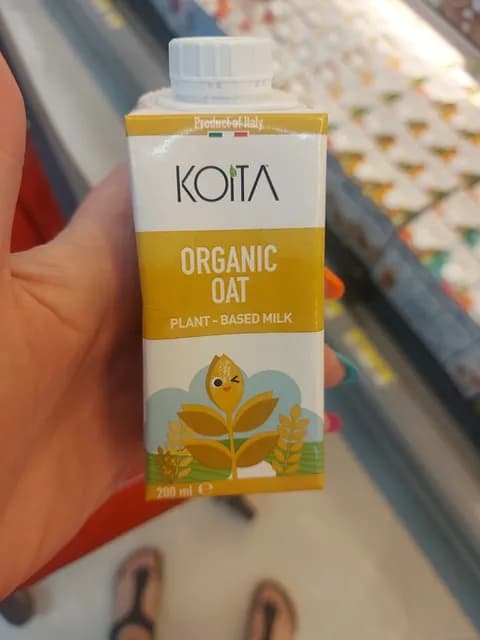 Product of Italy
KOITA
ORGANIC
OAT
PLANT-BASED MILK
200 ml e